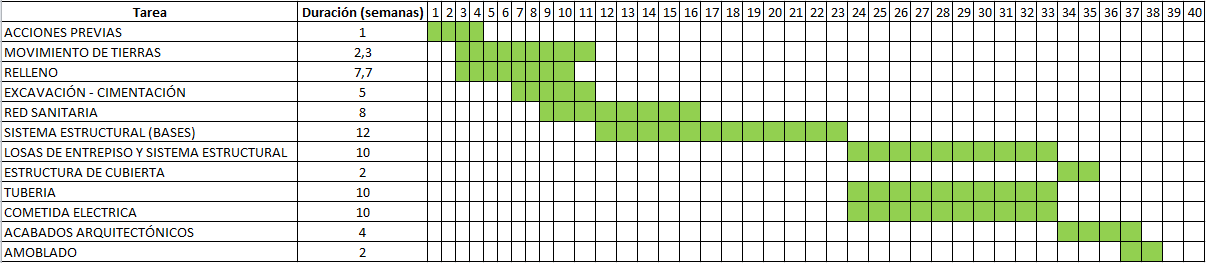 Tarea Duración (semanas) 1 2 3 4 5 6 7 8 9 10 11 12 13 14 15 16 17 18 19 20 21 22 23 24 25 26 27 28 29 30 31 32 33 34 35 36 37 38 39 40
ACCIONES PREVIAS 1
MOVIMIENTO DE TIERRAS 2,3
RELLENO 7,7
EXCAVACIÓN - CIMENTACIÓN 5
RED SANITARIA 8
SISTEMA ESTRUCTURAL (BASES) 12
LOSAS DE ENTREPISO Y SISTEMA ESTRUCTURAL 10
ESTRUCTURA DE CUBIERTA 2
TUBERIA 10
COMETIDA ELECTRICA 10
ACABADOS ARQUITECTÓNICOS 4
AMOBLADO 2